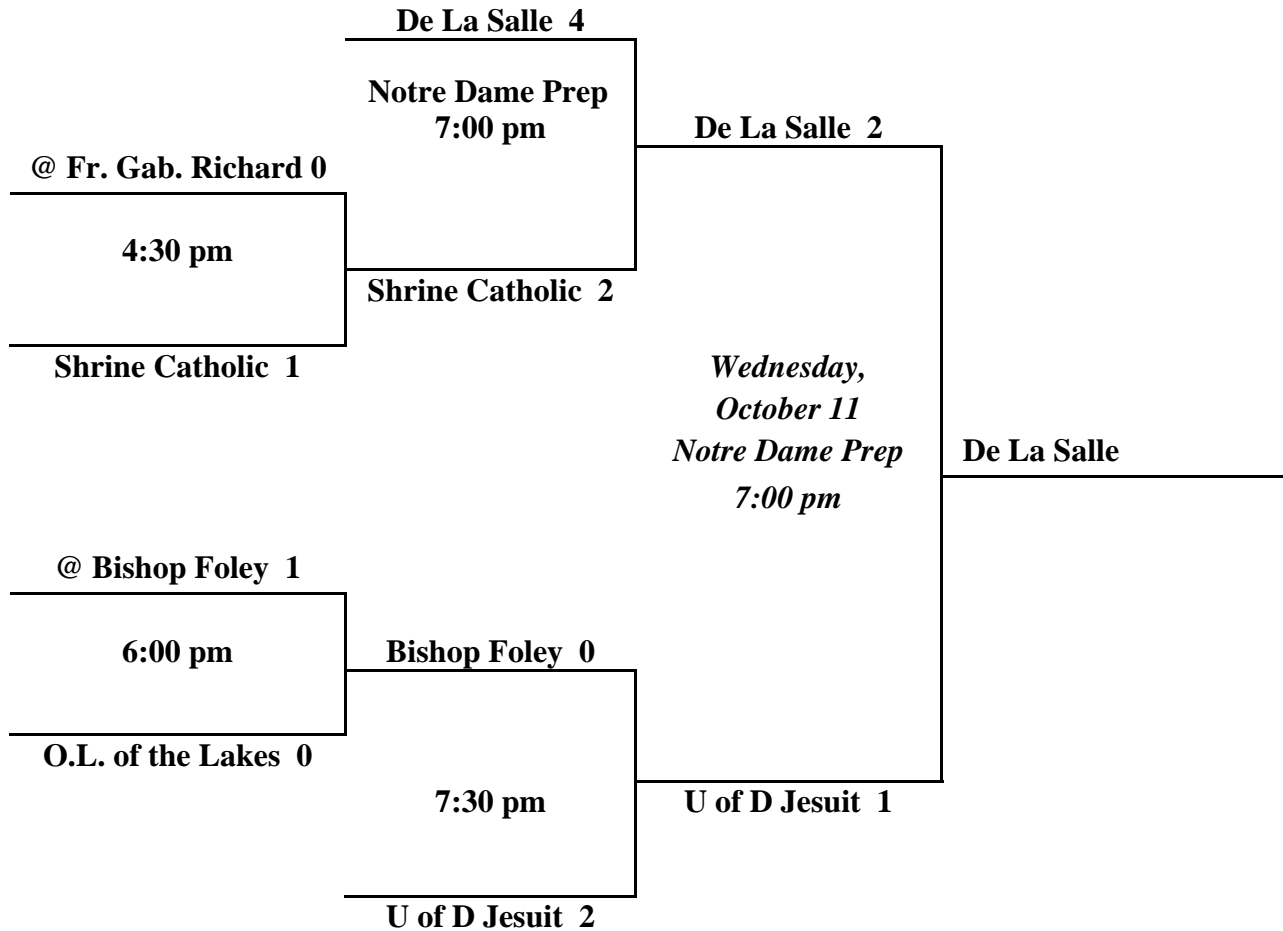 De La Salle 4
Notre Dame Prep
7:00 pm
De La Salle 2
@ Fr. Gab. Richard 0
4:30 pm
Shrine Catholic 2
Shrine Catholic 1
Wednesday,
October 11
Notre Dame Prep
7:00 pm
De La Salle
@ Bishop Foley 1
6:00 pm
Bishop Foley 0
O.L. of the Lakes 0
7:30 pm
U of D Jesuit 1
U of D Jesuit 2